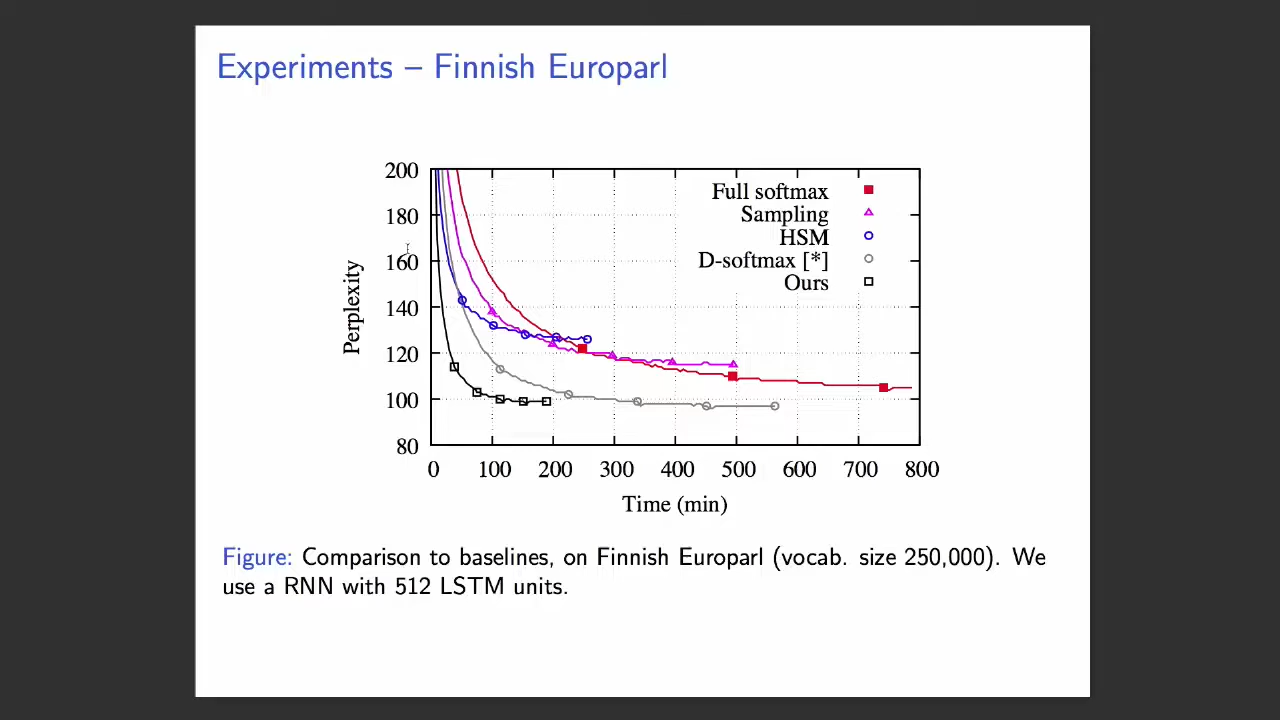 Experiments – Finnish Europarl
200
180
160
140
120
100
80
Perplexity
Full softmax
Sampling
HSM
D-softmax [*]
Ours
0 100 200 300 400 500 600 700 800
Time (min)
Figure: Comparison to baselines, on Finnish Europarl (vocab. size 250,000). We
use a RNN with 512 LSTM units.